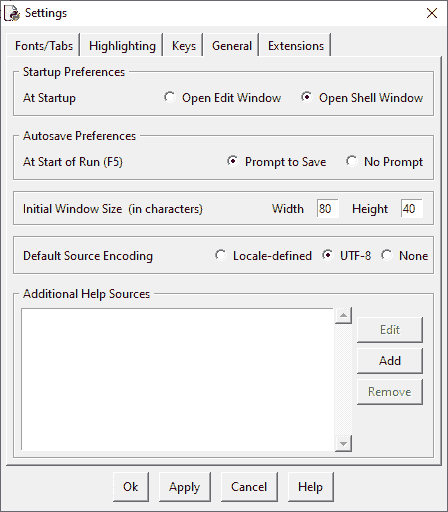 Settings
Fonts/Tabs Highlighting Keys General Extensions
Startup Preferences
At Startup Open Edit Window Open Shell Window
Autosave Preferences
At Start of Run (F5) Prompt to Save No Prompt
Initial Window Size (in characters) Width 80 Height 40
Default Source Encoding Locale-defined UTF-8 None
Additional Help Sources
Edit
Add
Remove
Ok Apply Cancel Help